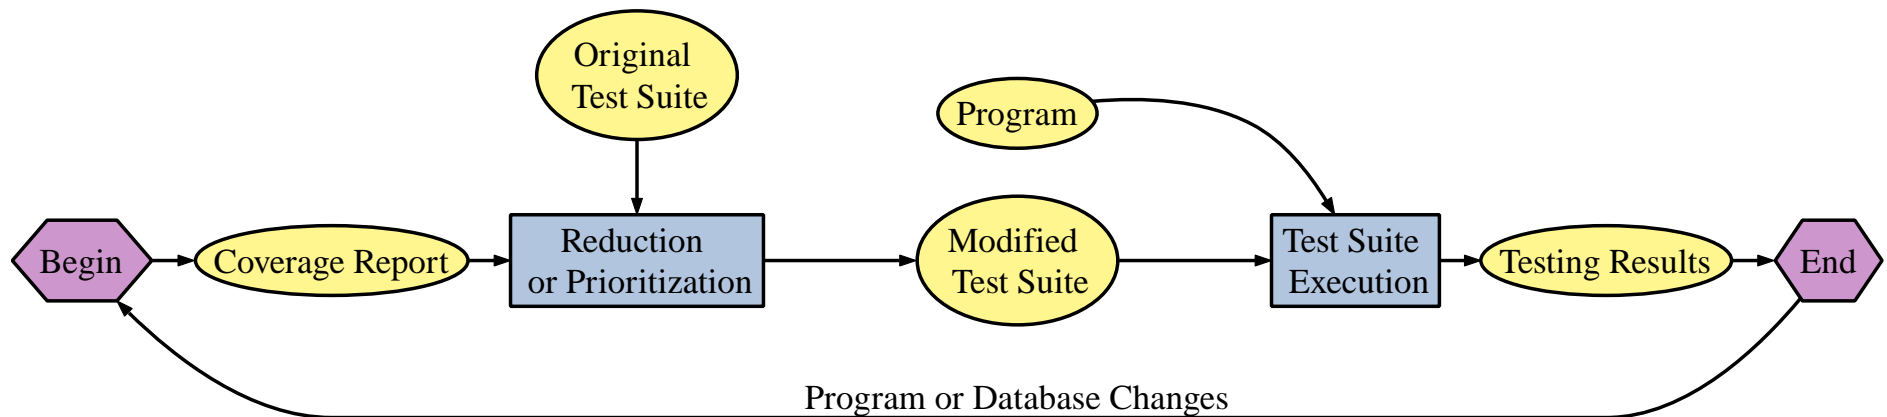 Original
Test Suite
Program
Begin
Coverage Report
Reduction
or Prioritization
Modified
Test Suite
Test Suite
Execution
Testing Results
End
Program or Database Changes